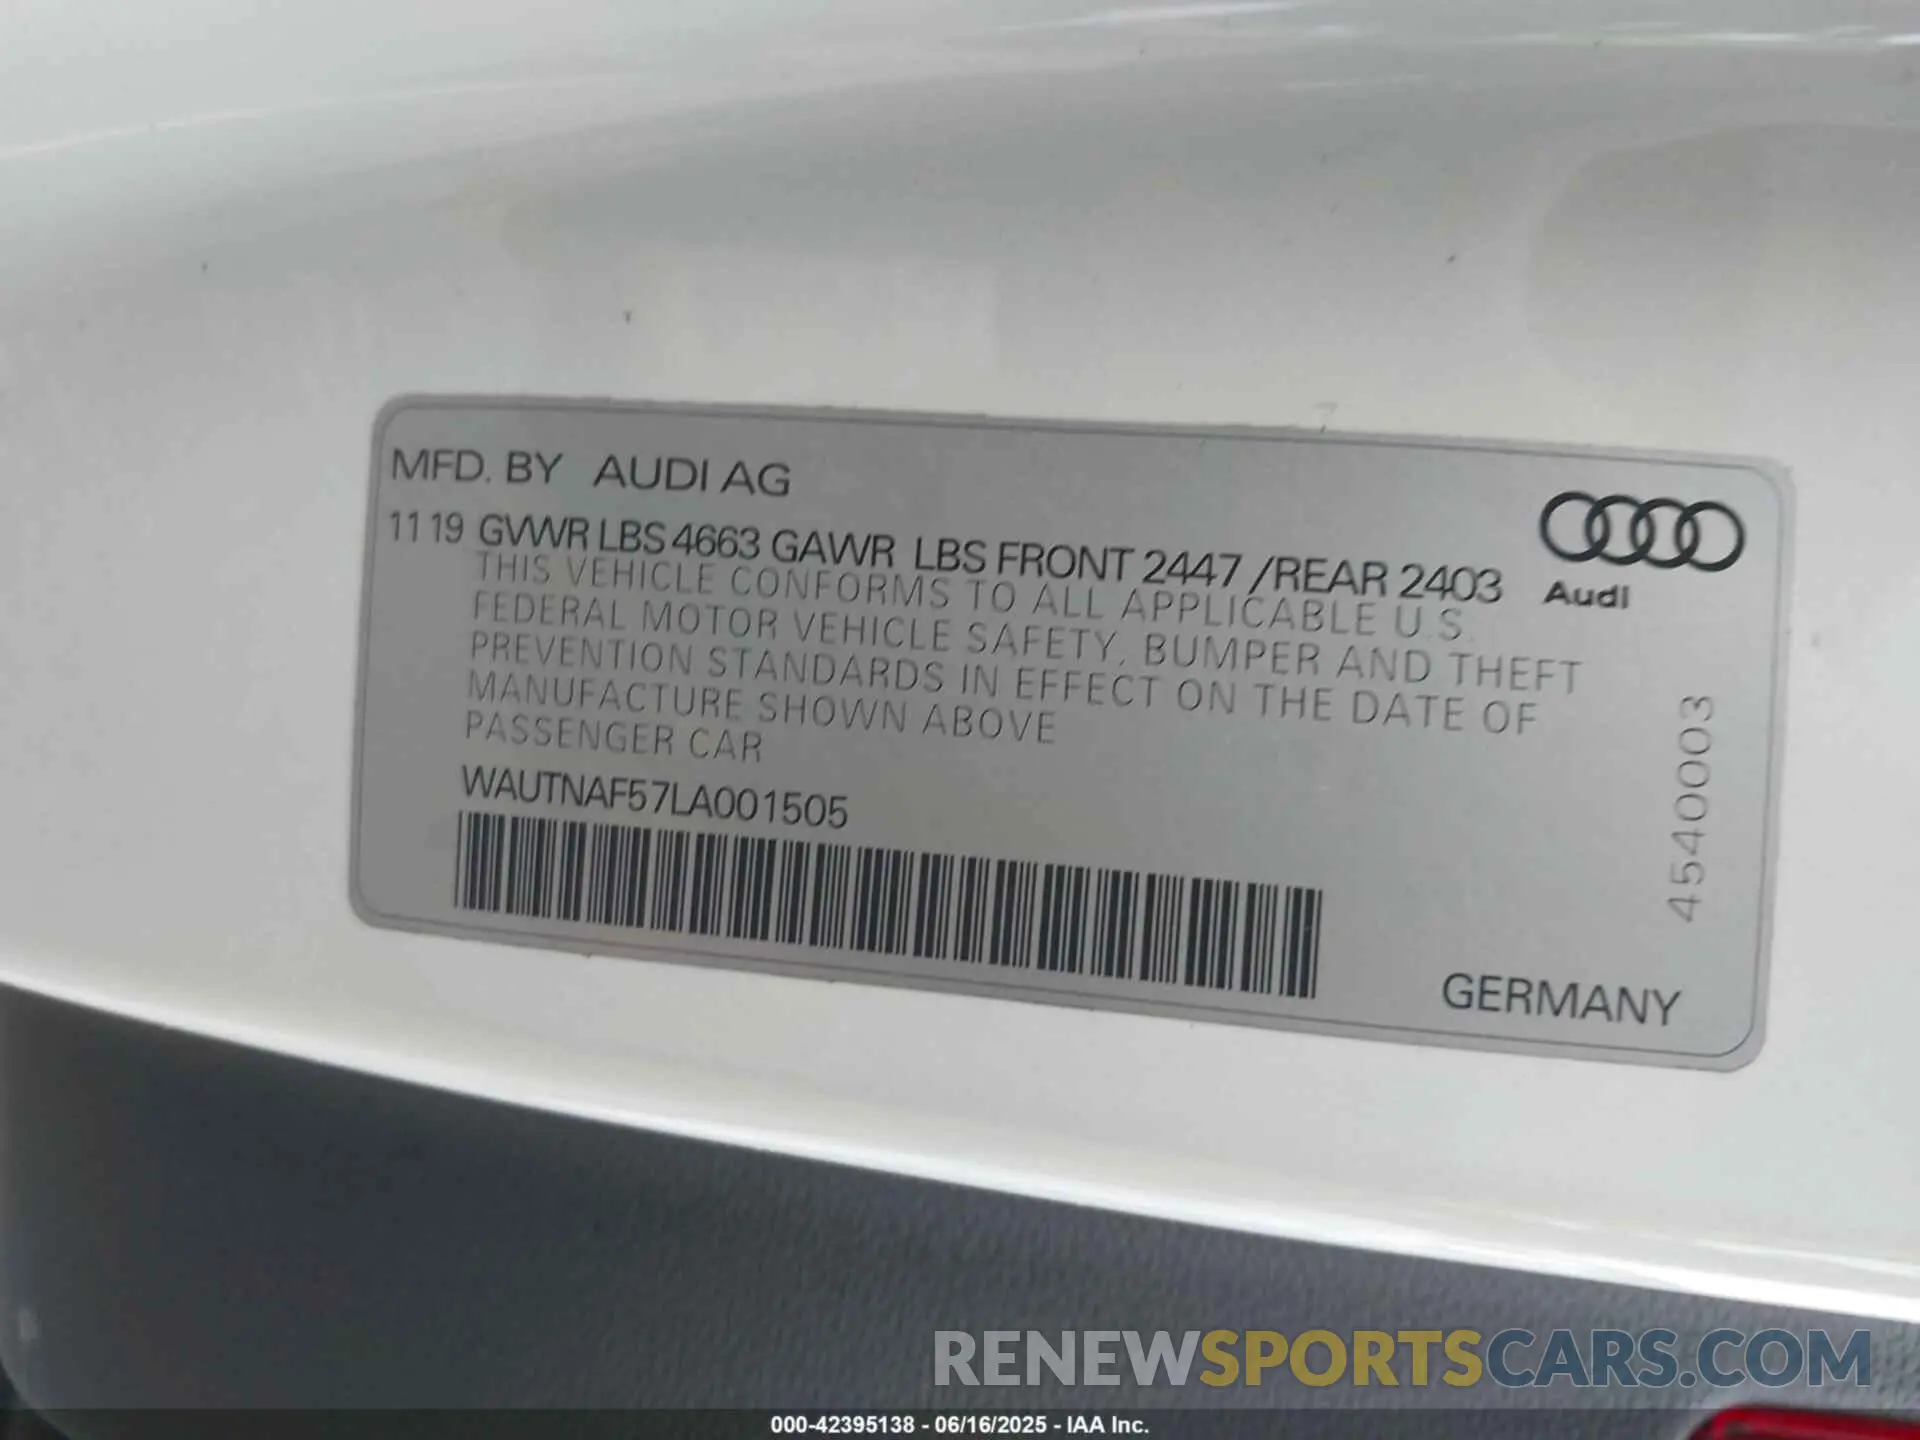 MFD. BY AUDI AG
11 19 GVWR LBS 4663 GAWR LBS FRONT 2447 /REAR 2403
THIS VEHICLE CONFORMS TO ALL APPLICABLE U.S.
FEDERAL MOTOR VEHICLE SAFETY, BUMPER AND THEFT
PREVENTION STANDARDS IN EFFECT ON THE DATE OF
MANUFACTURE SHOWN ABOVE
PASSENGER CAR
WAUTNAF57LA001505
Audi
4540003
GERMANY
RENEWSPORTSCARS.COM
000-42395138 - 06/16/2025 - IAA Inc.